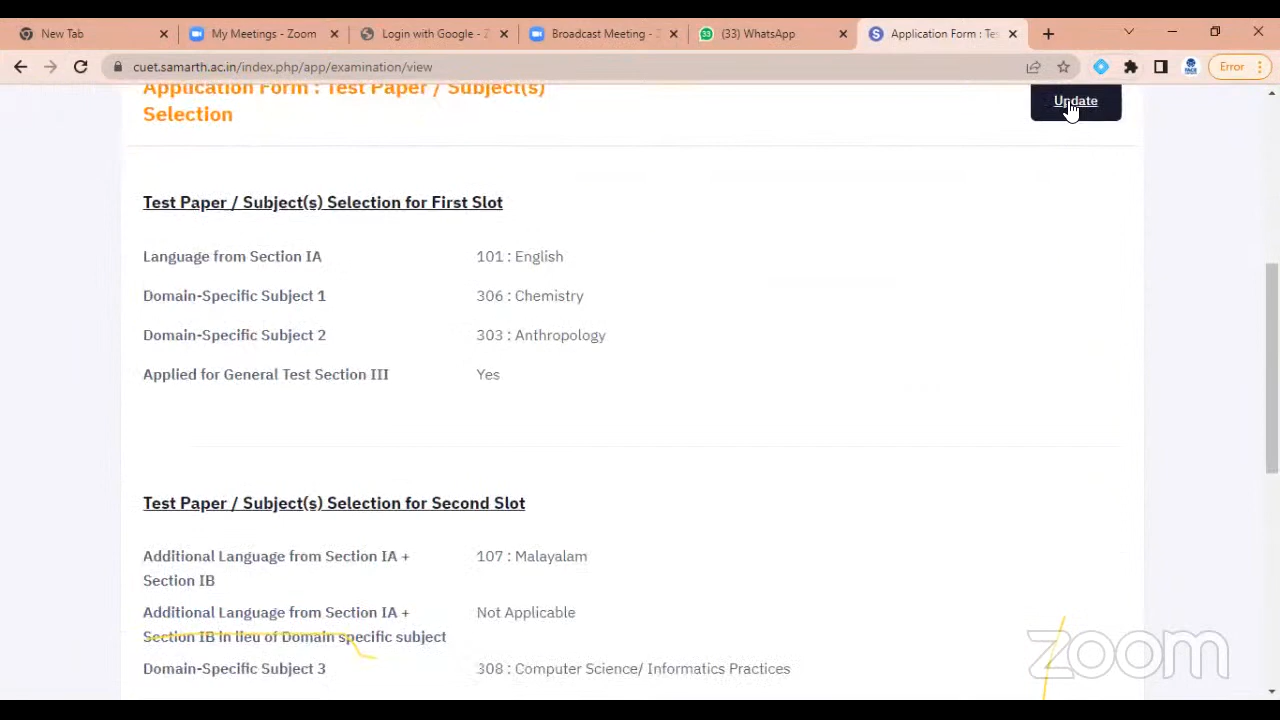 New Tab
My Meetings - Zoom
Login with Google - Z
Broadcast Meeting - Z
(33) WhatsApp
Application Form : Te
cuet.samarth.ac.in/index.php/app/examination/view
Error
Application Form : Test Paper / Subject(s)
Selection
Update
Test Paper / Subject(s) Selection for First Slot
Language from Section IA 101 : English
Domain-Specific Subject 1 306 : Chemistry
Domain-Specific Subject 2 303 : Anthropology
Applied for General Test Section III Yes
Test Paper / Subject(s) Selection for Second Slot
Additional Language from Section IA + 107 : Malayalam
Section IB
Additional Language from Section IA + Not Applicable
Section IB in lieu of Domain specific subject
Domain-Specific Subject 3 308 : Computer Science/ Informatics Practices
zoom